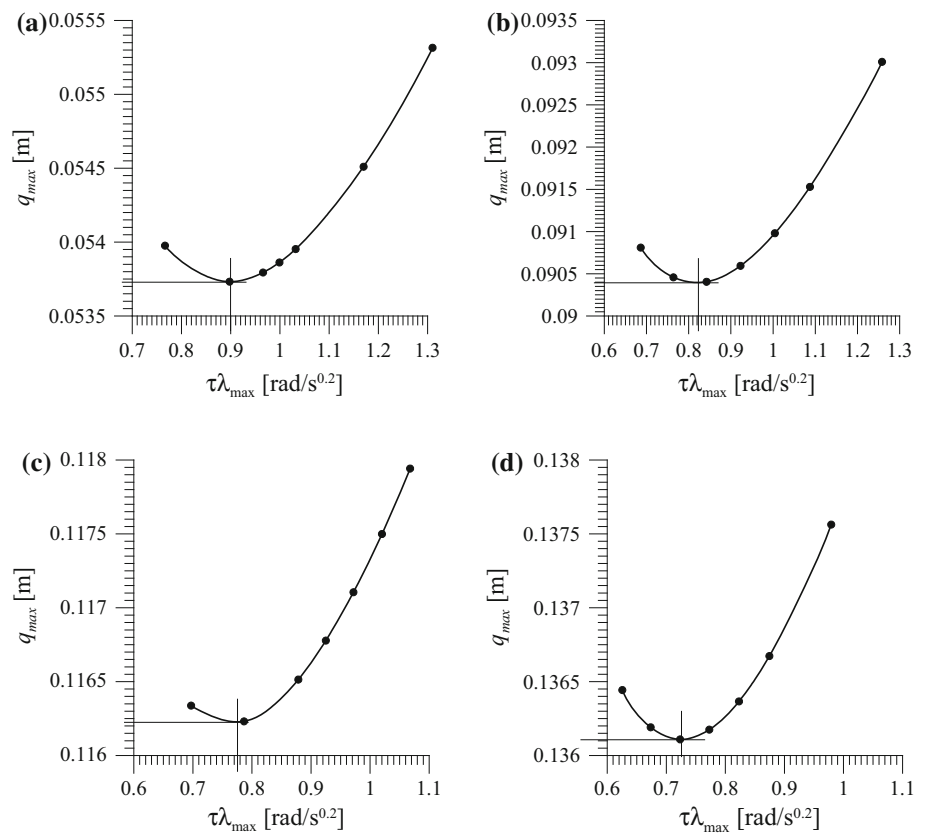 (a)
0.0555
0.055
0.0545
0.054
0.0535
q_max [m]
0.7 0.8 0.9 1 1.1 1.2 1.3
τλ_max [rad/s^0.2]
(b)
0.0935
0.093
0.0925
0.092
0.0915
0.091
0.0905
0.09
q_max [m]
0.6 0.7 0.8 0.9 1 1.1 1.2 1.3
τλ_max [rad/s^0.2]
(c)
0.118
0.1175
0.117
0.1165
0.116
q_max [m]
0.6 0.7 0.8 0.9 1 1.1
τλ_max [rad/s^0.2]
(d)
0.138
0.1375
0.137
0.1365
0.136
q_max [m]
0.6 0.7 0.8 0.9 1 1.1
τλ_max [rad/s^0.2]